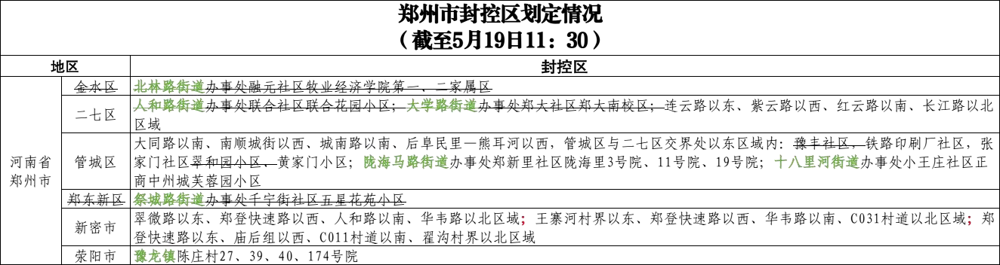 郑州市封控区划定情况
（截至5月19日11：30）
地区
封控区
河南省
郑州市
金水区
北林路街道办事处融元社区牧业经济学院第一、二家属区
二七区
人和路街道办事处联合社区联合花园小区；大学路街道办事处郑大社区郑大南校区；连云路以东、紫云路以西、红云路以南、长江路以北
区域
管城区
大同路以南、南顺城街以西、城南路以南、后阜民里—熊耳河以西，管城区与二七区交界处以东区域内：豫丰社区，铁路印刷厂社区，张
家门社区翠和园小区、黄家门小区；陇海马路街道办事处郑新里社区陇海里3号院、11号院、19号院；十八里河街道办事处小王庄社区正
商中州城芙蓉园小区
郑东新区
祭城路街道办事处千宁街社区五星花苑小区
新密市
翠微路以东、郑登快速路以西、人和路以南、华韦路以北区域；王寨河村界以东、郑登快速路以西、华韦路以南、C031村道以北区域；郑
登快速路以东、庙后组以西、C011村道以南、翟沟村界以北区域
荥阳市
豫龙镇陈庄村27、39、40、174号院